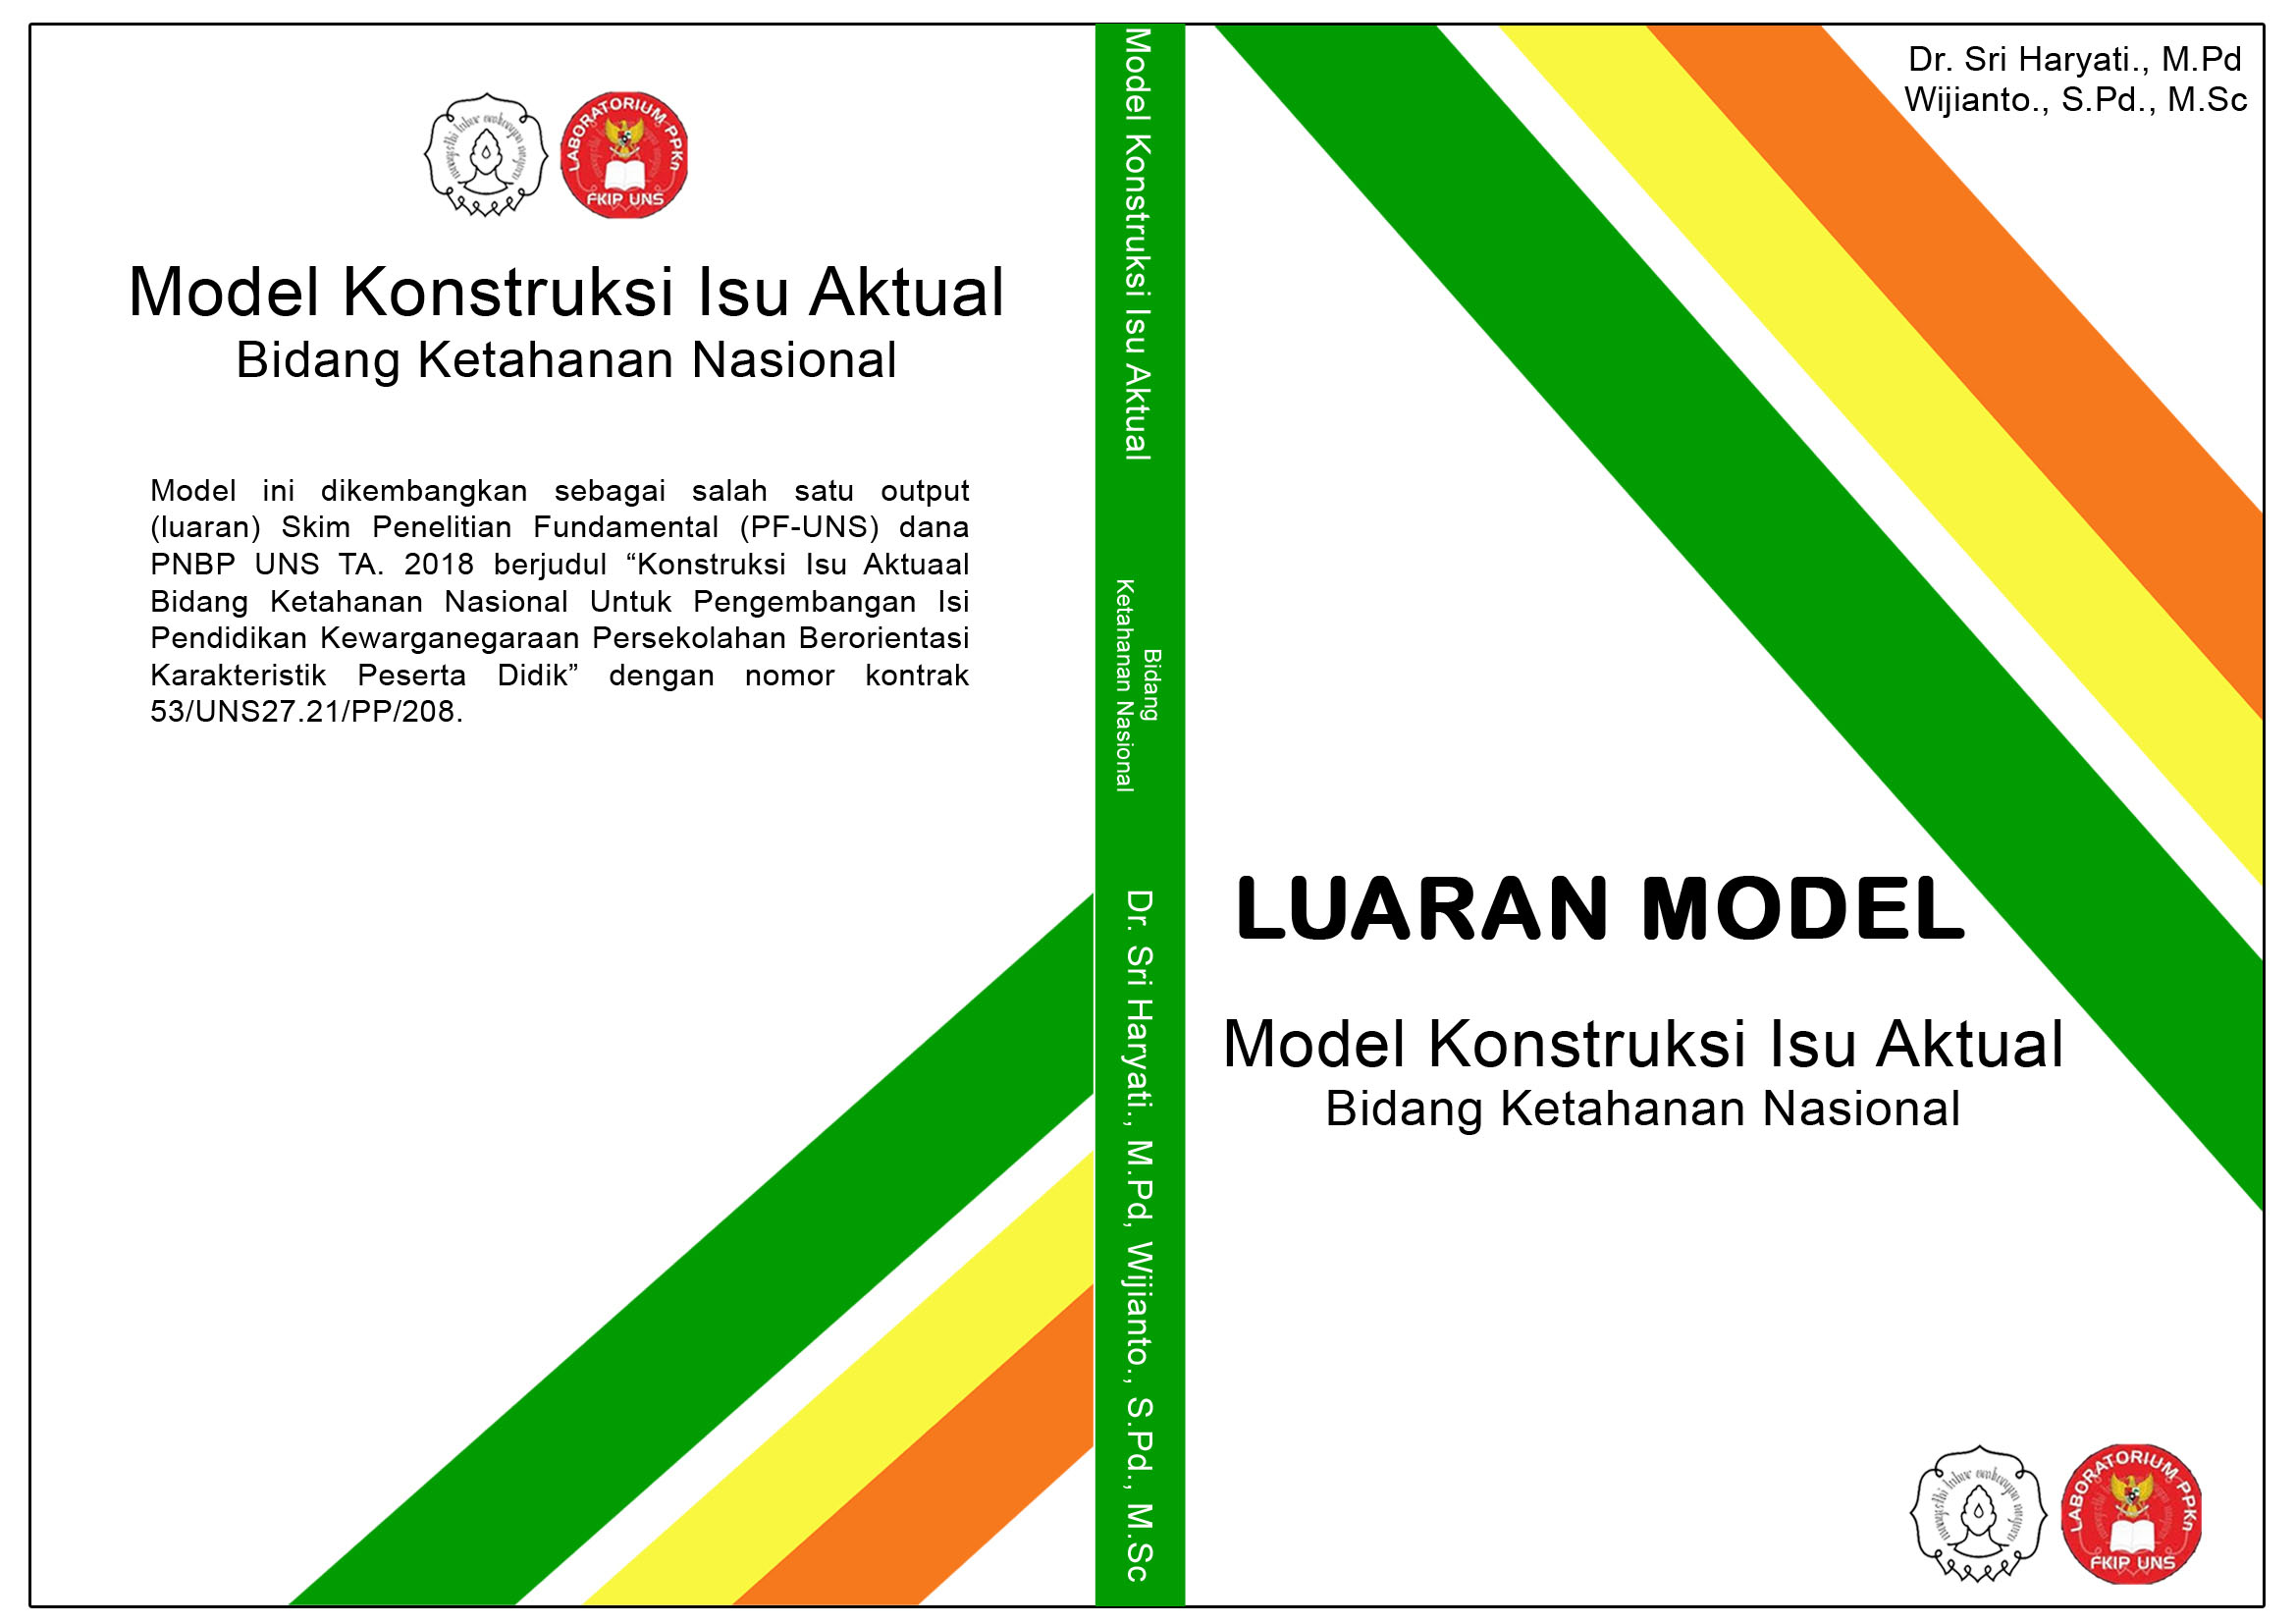 LABORATORIUM PPKn
FKIP UNS
Model Konstruksi Isu Aktual
Bidang Ketahanan Nasional
Model ini dikembangkan sebagai salah satu output
(luaran) Skim Penelitian Fundamental (PF-UNS) dana
PNBP UNS TA. 2018 berjudul “Konstruksi Isu Aktuaal
Bidang Ketahanan Nasional Untuk Pengembangan Isi
Pendidikan Kewarganegaraan Persekolahan Berorientasi
Karakteristik Peserta Didik” dengan nomor kontrak
53/UNS27.21/PP/208.
Model Konstruksi Isu Aktual
Bidang
Ketahanan Nasional
Dr. Sri Haryati., M.Pd, Wijianto., S.Pd., M.Sc
Dr. Sri Haryati., M.Pd
Wijianto., S.Pd., M.Sc
LUARAN MODEL
Model Konstruksi Isu Aktual
Bidang Ketahanan Nasional
LABORATORIUM PPKn
FKIP UNS